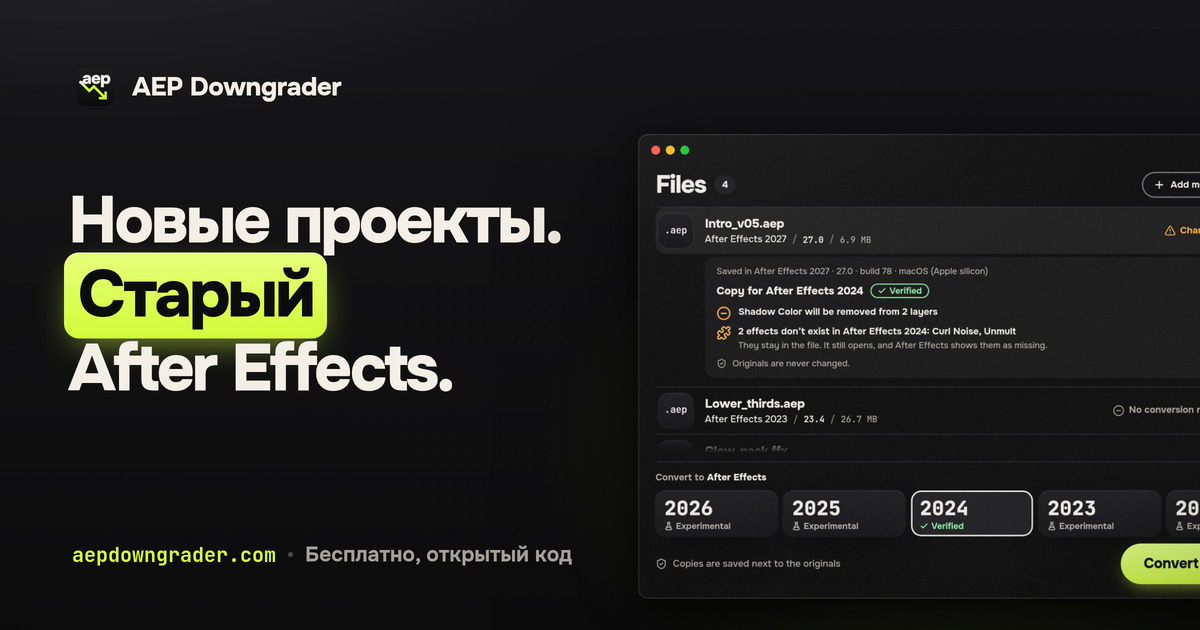 aep
AEP Downgrader
Новые проекты.
Старый
After Effects.
aepdowngrader.com • Бесплатно, открытый код
Files 4
+ Add m
.aep
Intro_v05.aep
After Effects 2027 / 27.0 / 6.9 MB
Saved in After Effects 2027 · 27.0 · build 78 · macOS (Apple silicon)
Copy for After Effects 2024 Verified
Shadow Color will be removed from 2 layers
2 effects don't exist in After Effects 2024: Curl Noise, Unmult
They stay in the file. It still opens, and After Effects shows them as missing.
Originals are never changed.
.aep
Lower_thirds.aep
After Effects 2023 / 23.4 / 26.7 MB
No conversion
Glow_pack.ffx
Convert to After Effects
2026 2025 2024 2023 20
Experimental Experimental Verified Experimental
Copies are saved next to the originals
Convert